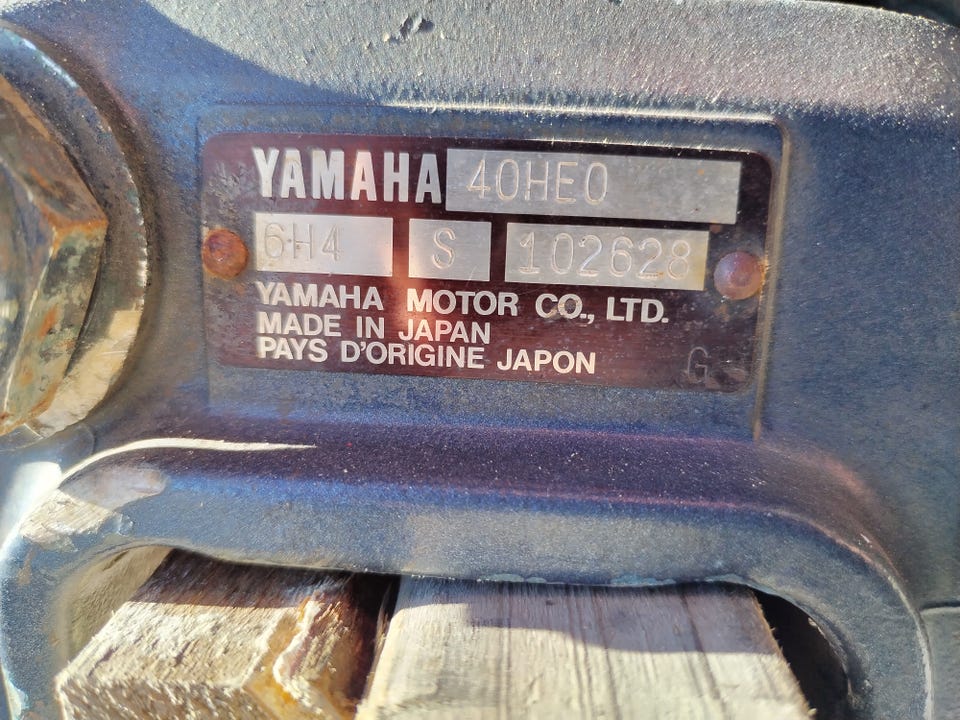 YAMAHA 40HEO
6H4 S 102628
YAMAHA MOTOR CO., LTD.
MADE IN JAPAN
PAYS D'ORIGINE JAPON
G